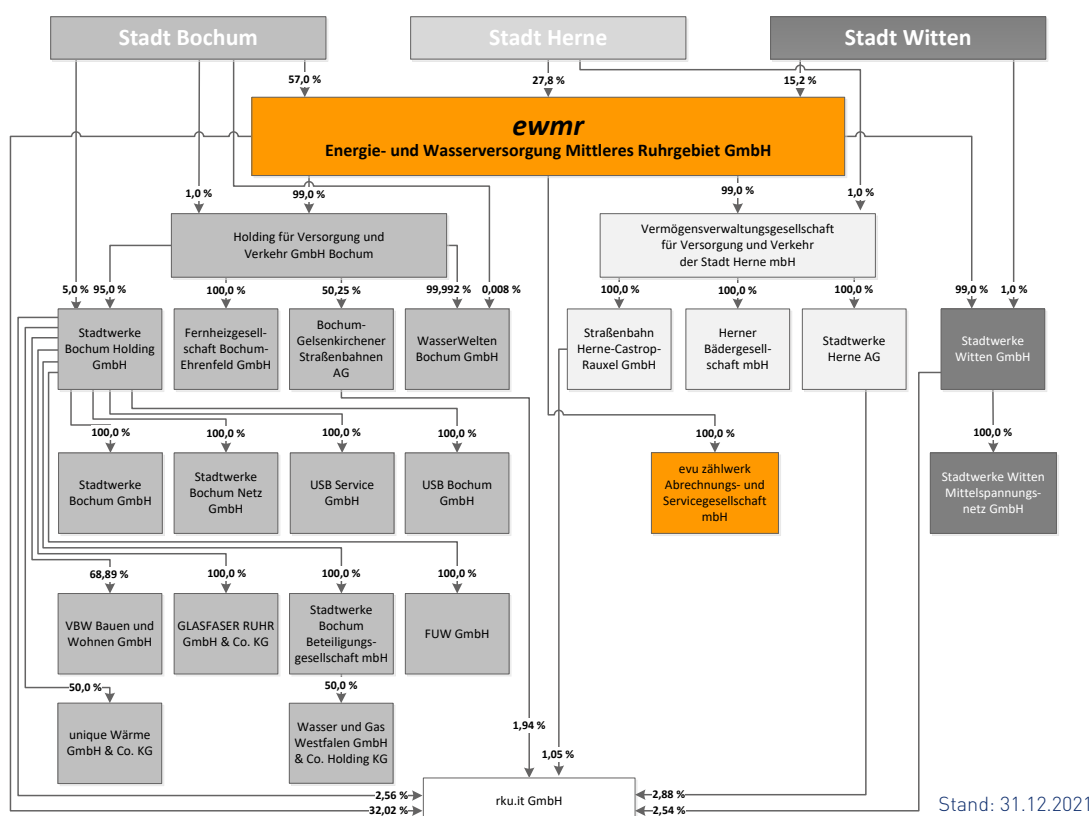 Stadt Bochum
Stadt Herne
Stadt Witten
57,0 %
27,8 %
15,2 %
ewmr
Energie- und Wasserversorgung Mittleres Ruhrgebiet GmbH
1,0 %
99,0 %
99,0 %
1,0 %
Holding für Versorgung und
Verkehr GmbH Bochum
Vermögensverwaltungsgesellschaft
für Versorgung und Verkehr
der Stadt Herne mbH
5,0 %
95,0 %
100,0 %
50,25 %
99,992 %
0,008 %
100,0 %
100,0 %
100,0 %
99,0 %
1,0 %
Stadtwerke
Bochum Holding
GmbH
Fernheizgesell-
schaft Bochum-
Ehrenfeld GmbH
Bochum-
Gelsenkirchener
Straßenbahnen
AG
WasserWelten
Bochum GmbH
Straßenbahn
Herne-Castrop-
Rauxel GmbH
Herner
Bädergesell-
schaft mbH
Stadtwerke
Herne AG
Stadtwerke
Witten GmbH
100,0 %
100,0 %
100,0 %
100,0 %
100,0 %
100,0 %
Stadtwerke
Bochum GmbH
Stadtwerke
Bochum Netz
GmbH
USB Service
GmbH
USB Bochum
GmbH
evu zählwerk
Abrechnungs- und
Servicegesellschaft
mbH
Stadtwerke Witten
Mittelspannungs-
netz GmbH
68,89 %
100,0 %
100,0 %
100,0 %
VBW Bauen und
Wohnen GmbH
GLASFASER RUHR
GmbH & Co. KG
Stadtwerke
Bochum
Beteiligungs-
gesellschaft mbH
FUW GmbH
50,0 %
50,0 %
unique Wärme
GmbH & Co. KG
Wasser und Gas
Westfalen GmbH
& Co. Holding KG
1,94 %
1,05 %
2,56 %
32,02 %
rku.it GmbH
2,88 %
2,54 %
Stand: 31.12.2021